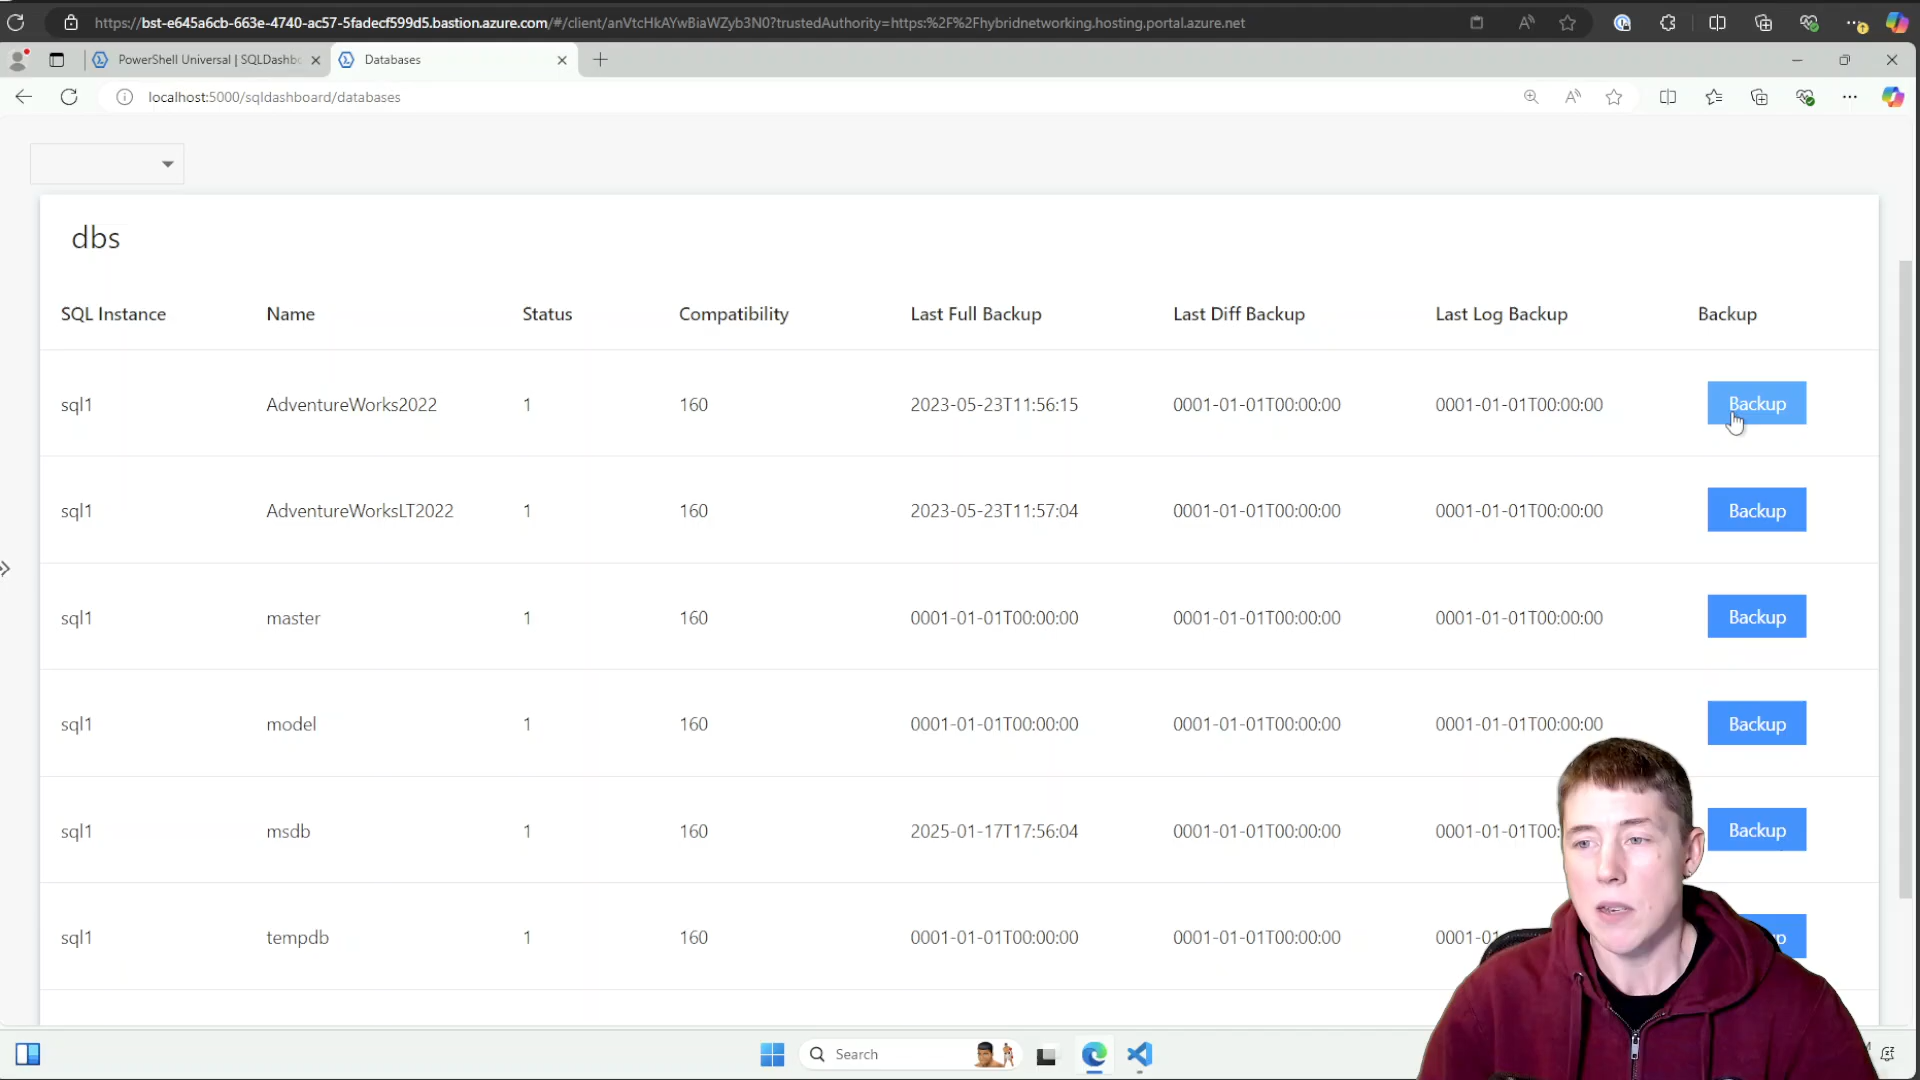 https://bst-e645a6cb-663e-4740-ac57-5fadecf599d5.bastion.azure.com/#/client/anVtcHkAYwBiaWZyb3N0?trustedAuthority=https:%2F%2Fhybridnetworking.hosting.portal.azure.net
PowerShell Universal | SQLDashbo
Databases
localhost:5000/sqldashboard/databases
dbs
SQL Instance Name Status Compatibility Last Full Backup Last Diff Backup Last Log Backup Backup
sql1 AdventureWorks2022 1 160 2023-05-23T11:56:15 0001-01-01T00:00:00 0001-01-01T00:00:00 Backup
sql1 AdventureWorksLT2022 1 160 2023-05-23T11:57:04 0001-01-01T00:00:00 0001-01-01T00:00:00 Backup
sql1 master 1 160 0001-01-01T00:00:00 0001-01-01T00:00:00 0001-01-01T00:00:00 Backup
sql1 model 1 160 0001-01-01T00:00:00 0001-01-01T00:00:00 0001-01-01T00:00:00 Backup
sql1 msdb 1 160 2025-01-17T17:56:04 0001-01-01T00:00:00 0001-01-01T00: Backup
sql1 tempdb 1 160 0001-01-01T00:00:00 0001-01-01T00:00:00 0001-01
Search